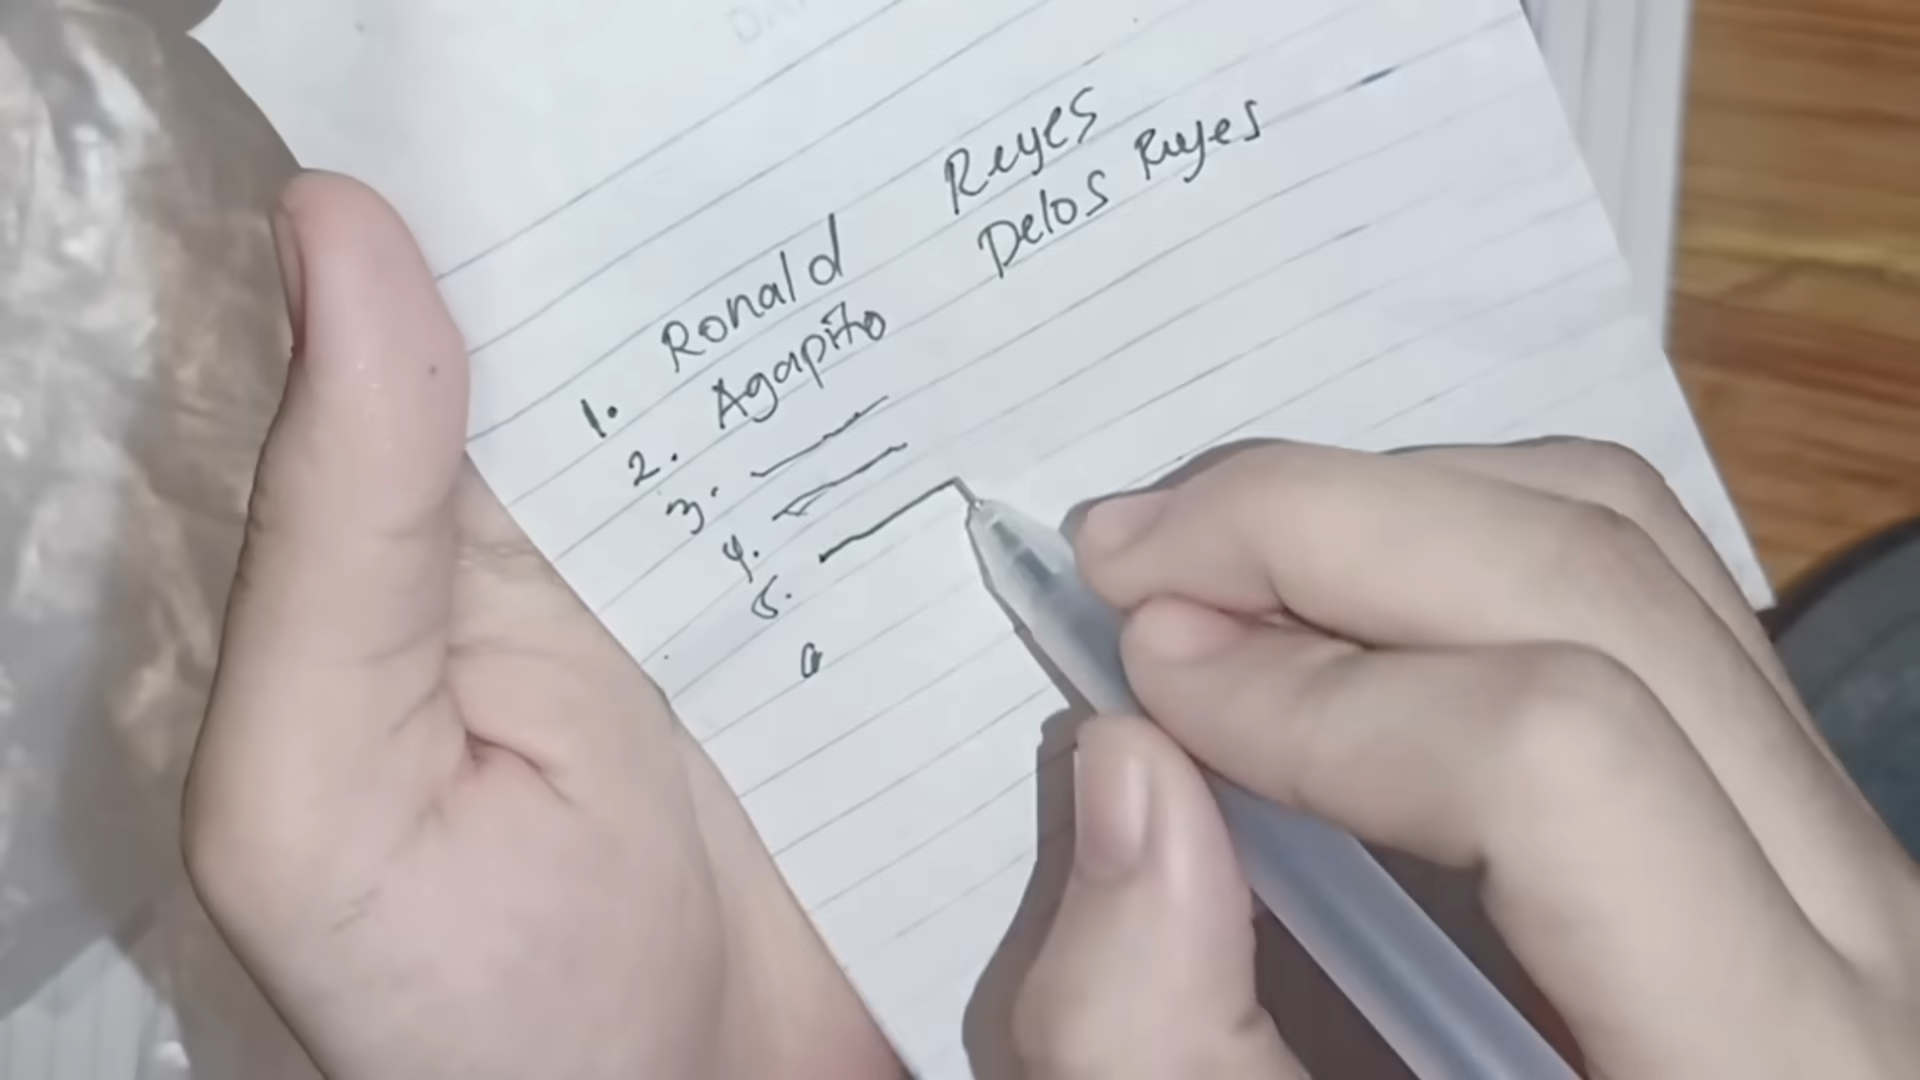 1. Ronald Reyes
2. Agapito Delos Reyes
3.
4.
5.
a